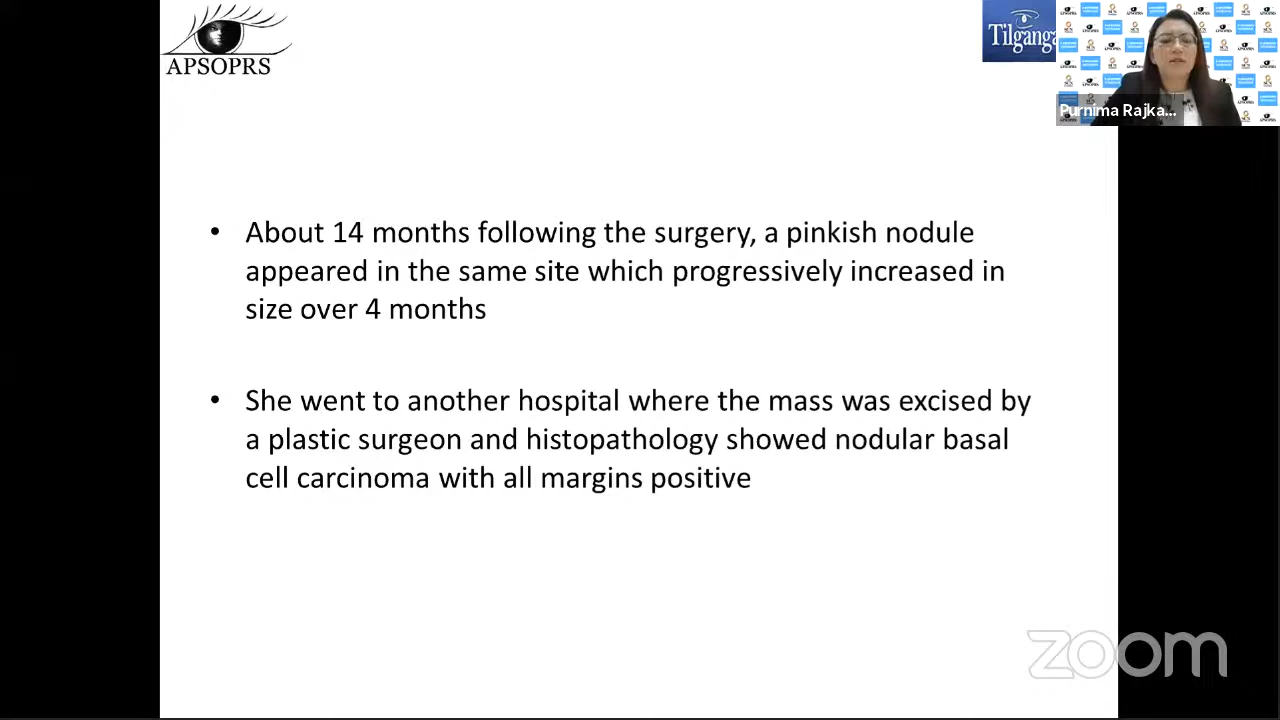 APSOPRS
Tilganga
Purnima Rajka...
• About 14 months following the surgery, a pinkish nodule
appeared in the same site which progressively increased in
size over 4 months
• She went to another hospital where the mass was excised by
a plastic surgeon and histopathology showed nodular basal
cell carcinoma with all margins positive
zoom